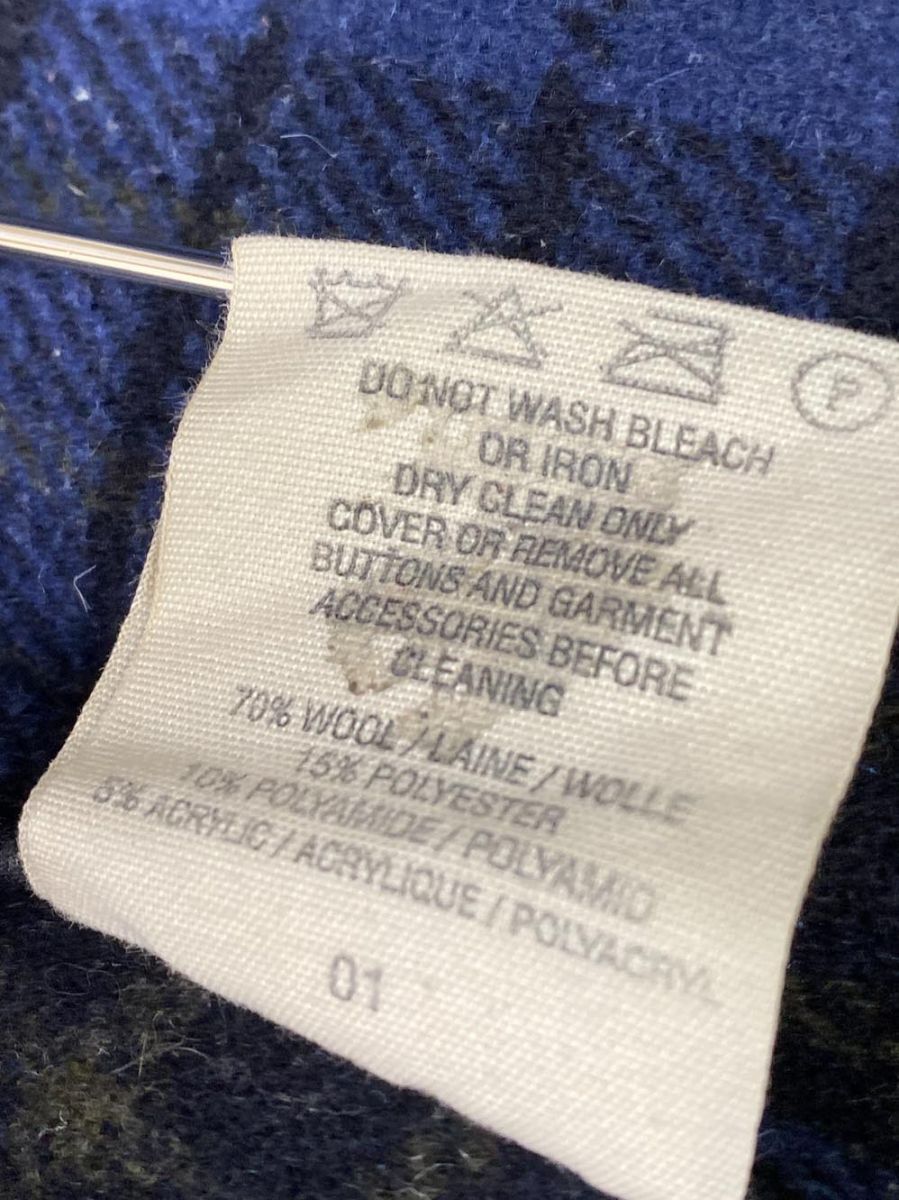 P
DO NOT WASH BLEACH
OR IRON
DRY CLEAN ONLY
COVER OR REMOVE ALL
BUTTONS AND GARMENT
ACCESSORIES BEFORE
CLEANING
70% WOOL / LAINE / WOLLE
15% POLYESTER
10% POLYAMIDE / POLYAMID
5% ACRYLIC / ACRYLIQUE / POLYACRYL
01